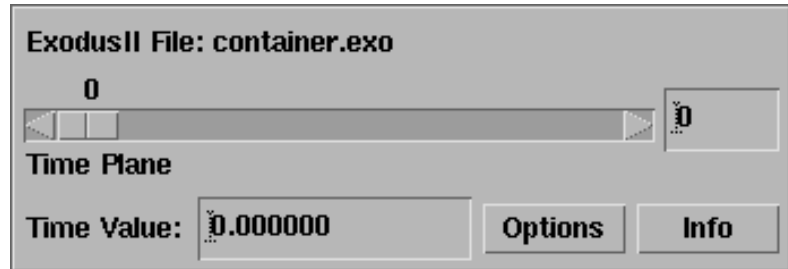 ExodusII File: container.exo
0
0
Time Plane
Time Value: 0.000000 Options Info